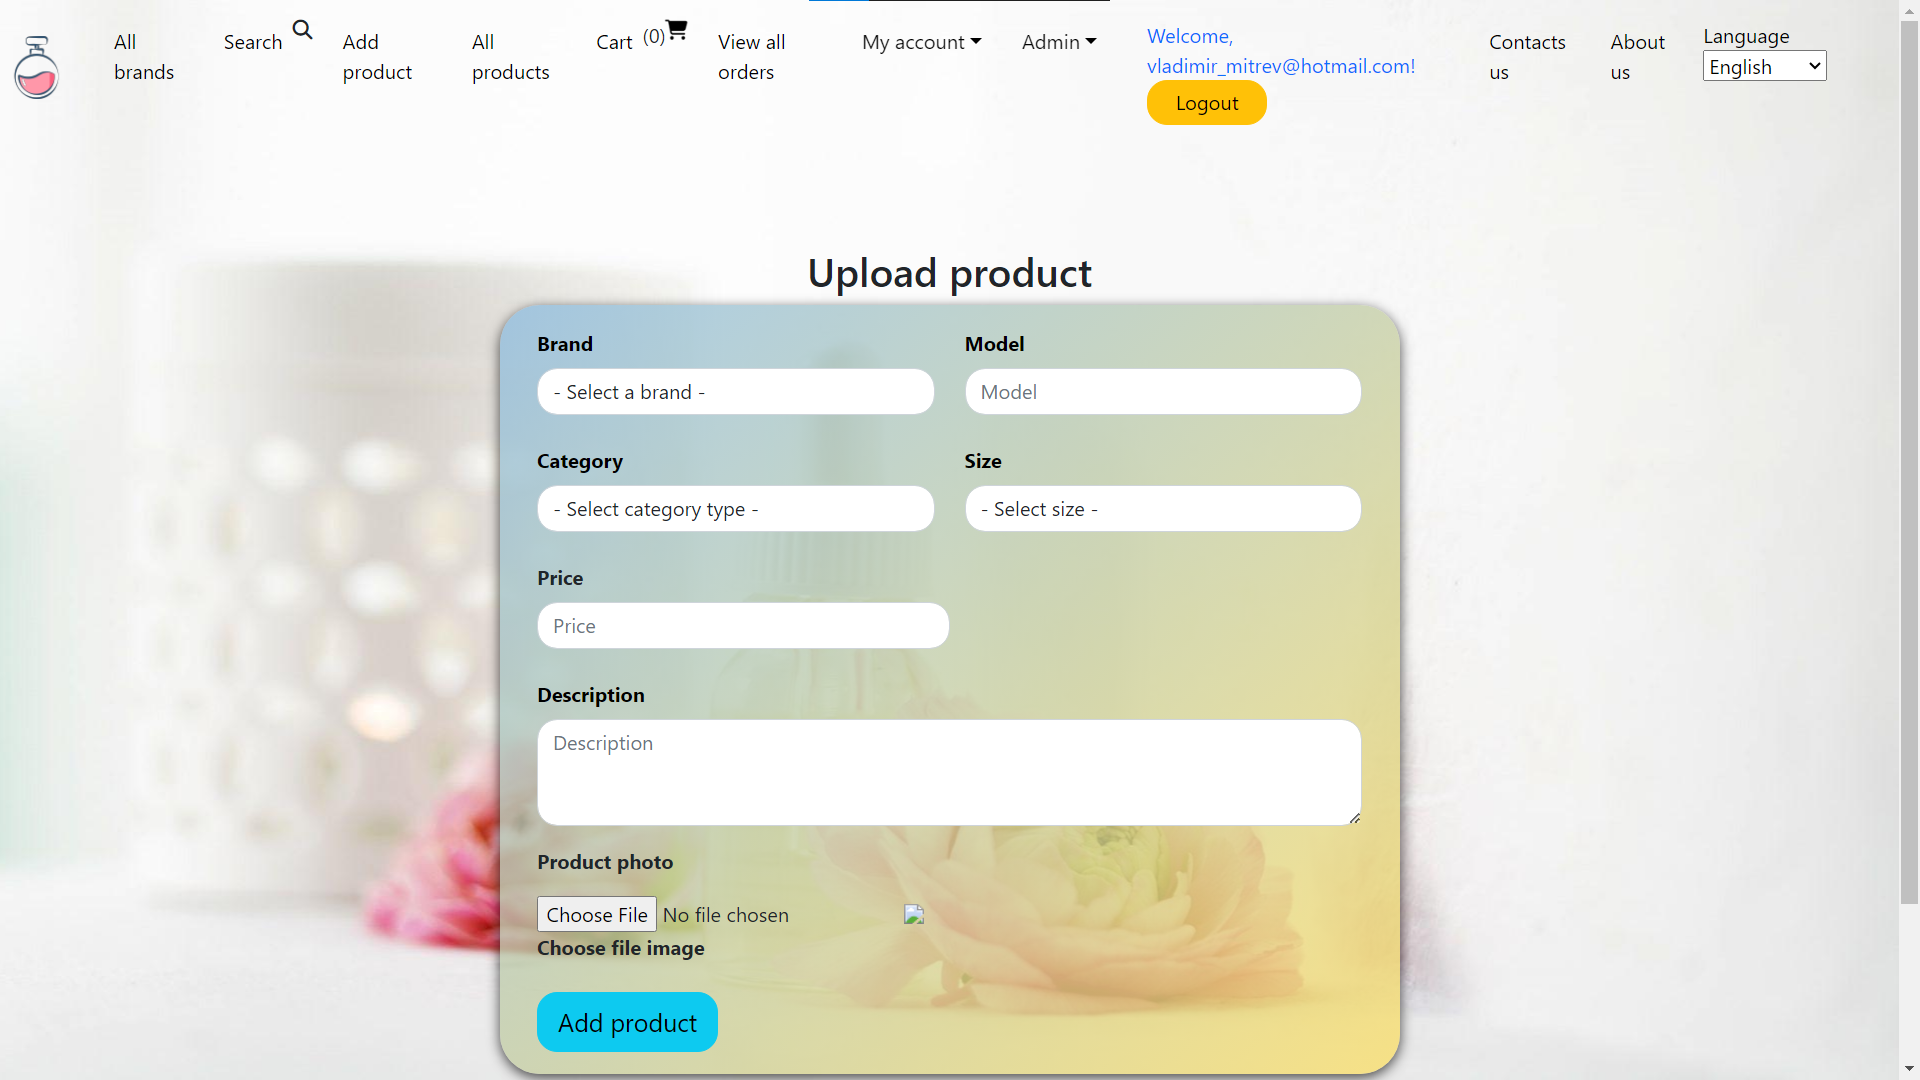 All brands
Search
Add product
All products
Cart (0)
View all orders
My account
Admin
Welcome,
vladimir_mitrev@hotmail.com!
Logout
Contacts us
About us
Language
English
Upload product
Brand
- Select a brand -
Model
Model
Category
- Select category type -
Size
- Select size -
Price
Price
Description
Description
Product photo
Choose File No file chosen
Choose file image
Add product